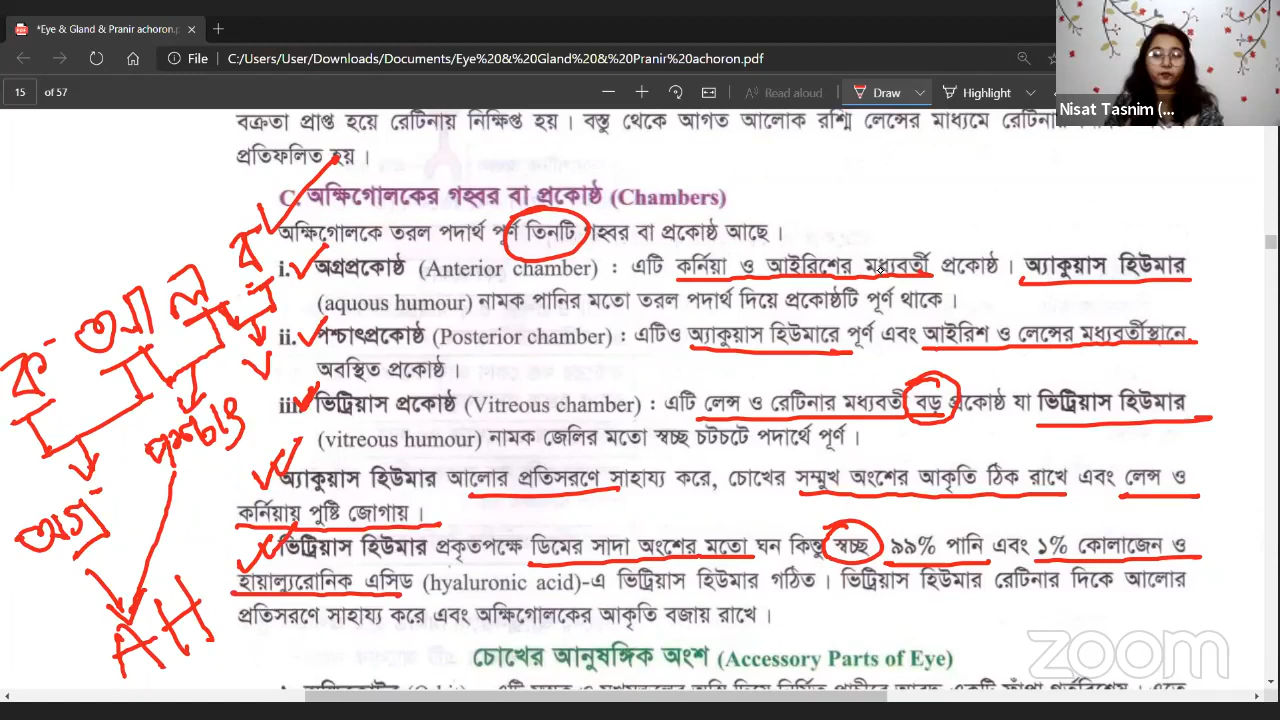 *Eye & Gland & Pranir achoron.p
File C:/Users/User/Downloads/Documents/Eye%20&%20Gland%20&%20Pranir%20achoron.pdf
15 of 57 Read aloud Draw Highlight
Nisat Tasnim (...
বক্রতা প্রাপ্ত হয়ে রেটিনায় নিক্ষিপ্ত হয়। বস্তু থেকে আগত আলোক রশ্মি লেন্সের মাধ্যমে রেটিনা
প্রতিফলিত হয়।
C. অক্ষিগোলকের গহ্বর বা প্রকোষ্ঠ (Chambers)
অক্ষিগোলকে তরল পদার্থ পূর্ণ তিনটি গহ্বর বা প্রকোষ্ঠ আছে।
i. অগ্রপ্রকোষ্ঠ (Anterior chamber) : এটি কর্নিয়া ও আইরিশের মধ্যবর্তী প্রকোষ্ঠ। অ্যাকুয়াস হিউমার
(aquous humour) নামক পানির মতো তরল পদার্থ দিয়ে প্রকোষ্ঠটি পূর্ণ থাকে।
ii. পশ্চাৎপ্রকোষ্ঠ (Posterior chamber) : এটিও অ্যাকুয়াস হিউমারে পূর্ণ এবং আইরিশ ও লেন্সের মধ্যবর্তীস্থানে
অবস্থিত প্রকোষ্ঠ ।
iii. ভিট্রিয়াস প্রকোষ্ঠ (Vitreous chamber) : এটি লেন্স ও রেটিনার মধ্যবর্তী বড় প্রকোষ্ঠ যা ভিট্রিয়াস হিউমার
(vitreous humour) নামক জেলির মতো স্বচ্ছ চটচটে পদার্থে পূর্ণ।
অ্যাকুয়াস হিউমার আলোর প্রতিসরণে সাহায্য করে, চোখের সম্মুখ অংশের আকৃতি ঠিক রাখে এবং লেন্স ও
কর্নিয়ায় পুষ্টি জোগায়।
ভিট্রিয়াস হিউমার প্রকৃতপক্ষে ডিমের সাদা অংশের মতো ঘন কিন্তু স্বচ্ছ ৯৯% পানি এবং ১% কোলাজেন ও
হায়াল্যুরোনিক এসিড (hyaluronic acid)-এ ভিট্রিয়াস হিউমার গঠিত। ভিট্রিয়াস হিউমার রেটিনার দিকে আলোর
প্রতিসরণে সাহায্য করে এবং অক্ষিগোলকের আকৃতি বজায় রাখে।
চোখের আনুষঙ্গিক অংশ (Accessory Parts of Eye)
ক আ ল র
পশ্চাৎ
অগ্র
AH
zoom